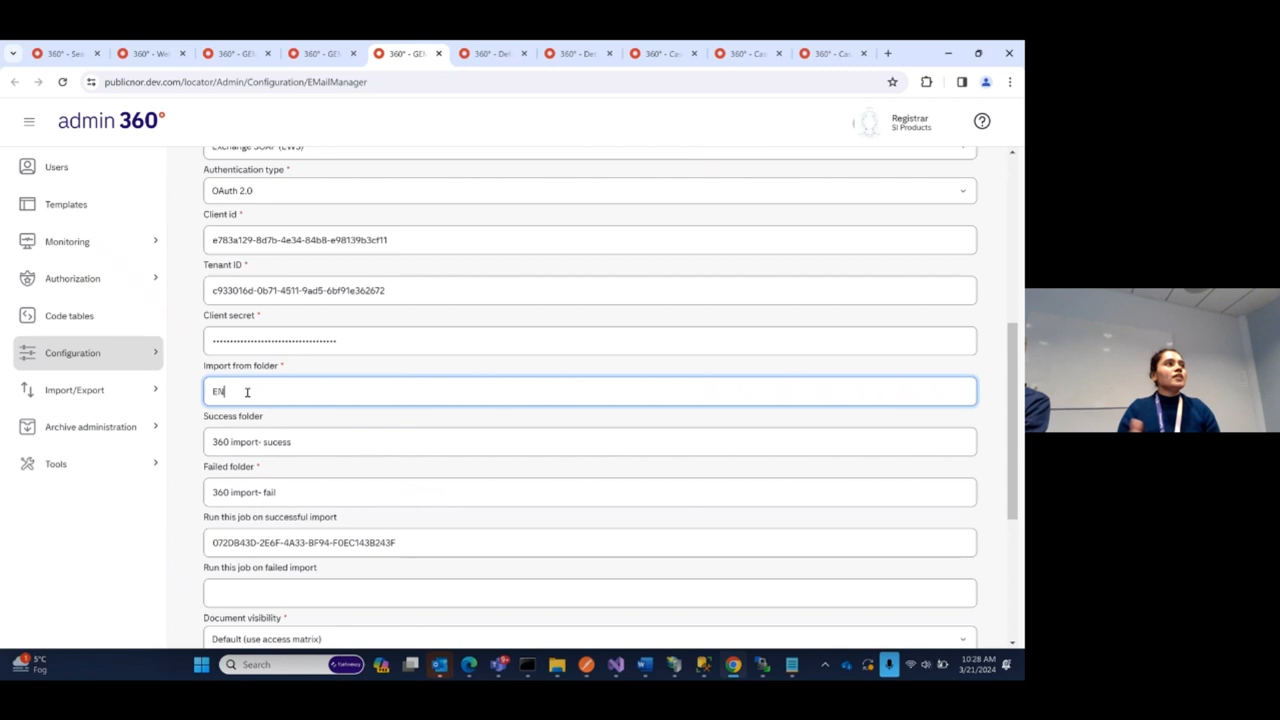 360° - Se
360° - We
360° - GE
360° - GE
360° - GE
360° - De
360° - De
360° - Ca
360° - Ca
360° - Ca
publicnor.dev.com/locator/Admin/Configuration/EMailManager
admin 360°
Registrar
SI Products
Users
Templates
Monitoring
Authorization
Code tables
Configuration
Import/Export
Archive administration
Tools
Exchange SOAP (EWS)
Authentication type *
OAuth 2.0
Client id *
e783a129-8d7b-4e34-84b8-e98139b3cf11
Tenant ID *
c933016d-0b71-4511-9ad5-6bf91e362672
Client secret *
Import from folder *
EN
Success folder
360 import- sucess
Failed folder *
360 import- fail
Run this job on successful import
072DB43D-2E6F-4A33-BF94-F0EC143B243F
Run this job on failed import
Document visibility *
Default (use access matrix)
5°C
Fog
Search
10:28 AM
3/21/2024